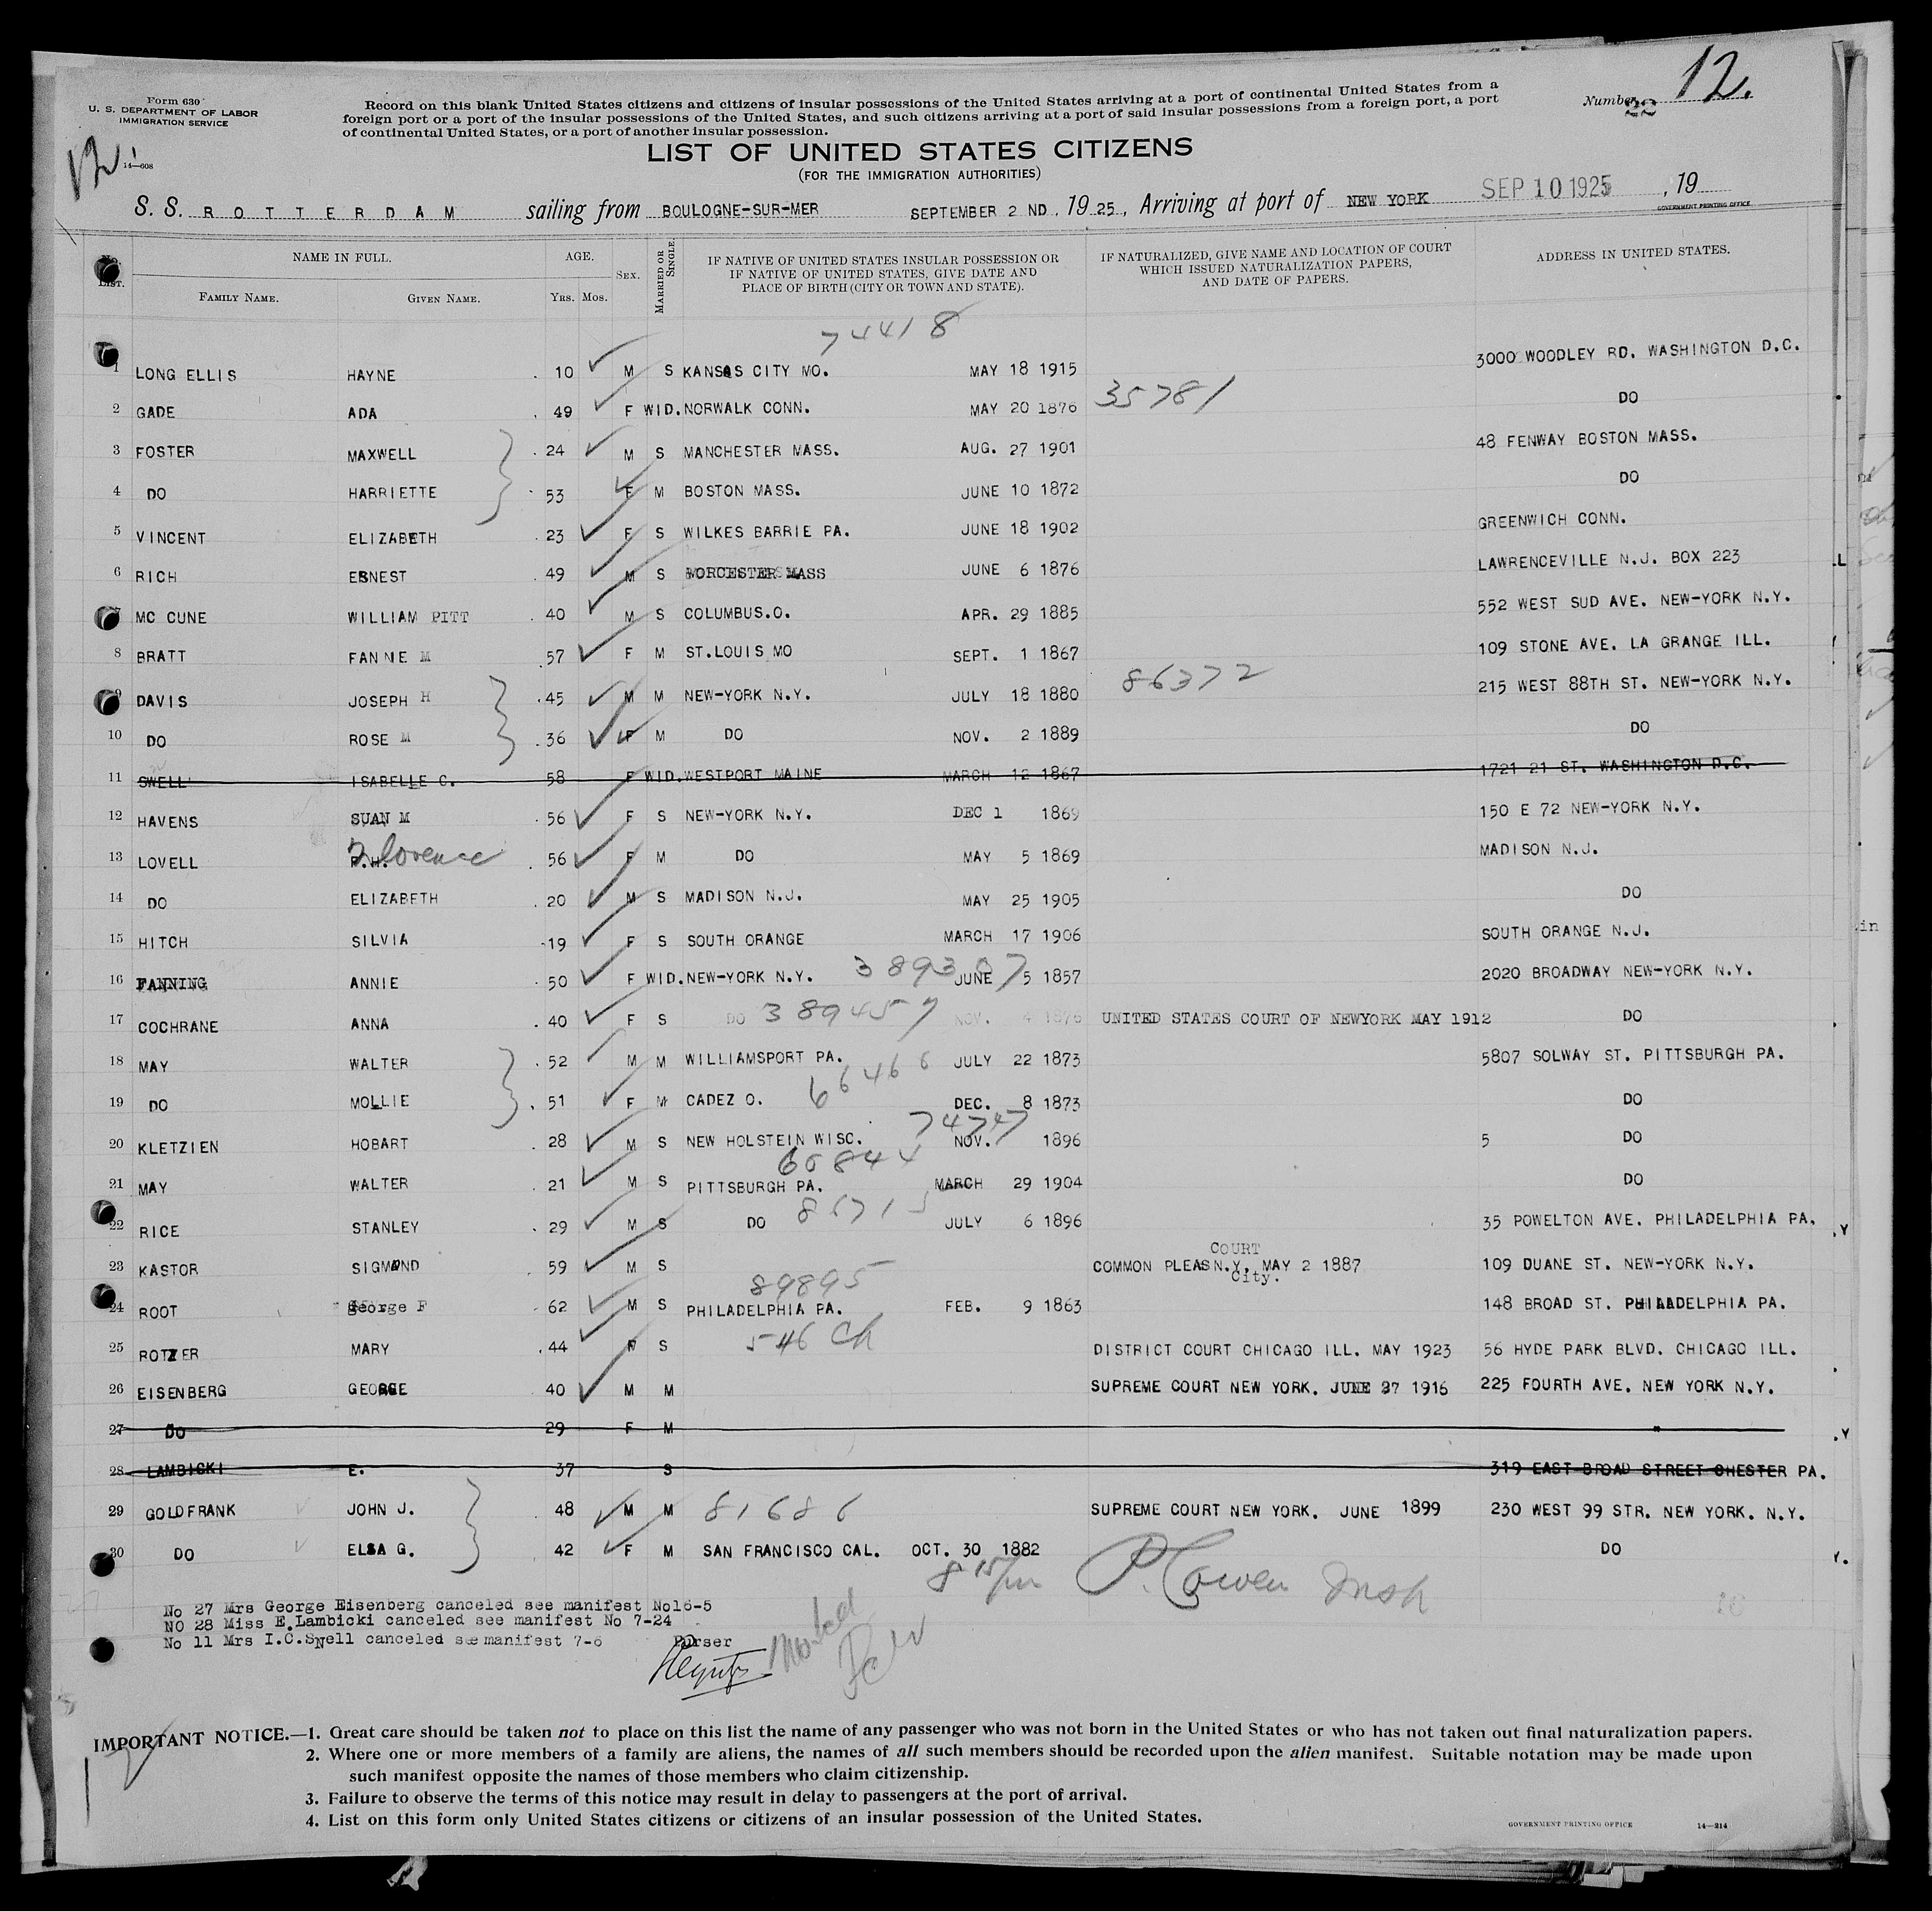 Form 630
U. S. DEPARTMENT OF LABOR
IMMIGRATION SERVICE
14—608
Record on this blank United States citizens and citizens of insular possessions of the United States arriving at a port of continental United States from a
foreign port or a port of the insular possessions of the United States, and such citizens arriving at a port of said insular possessions from a foreign port, a port
of continental United States, or a port of another insular possession.
Number 22 12.
LIST OF UNITED STATES CITIZENS
(FOR THE IMMIGRATION AUTHORITIES)
S. S. ROTTERDAM sailing from BOULOGNE-SUR-MER SEPTEMBER 2 ND, 1925, Arriving at port of NEW YORK SEP 10 1925, 19
GOVERNMENT PRINTING OFFICE
No. LIST. NAME IN FULL. AGE. SEX. MARRIED OR SINGLE. IF NATIVE OF UNITED STATES INSULAR POSSESSION OR IF NATIVE OF UNITED STATES, GIVE DATE AND PLACE OF BIRTH (CITY OR TOWN AND STATE). IF NATURALIZED, GIVE NAME AND LOCATION OF COURT WHICH ISSUED NATURALIZATION PAPERS, AND DATE OF PAPERS. ADDRESS IN UNITED STATES.
FAMILY NAME. GIVEN NAME. YRS. MOS.
74418
1 LONG ELLIS HAYNE 10 M S KANSAS CITY MO. MAY 18 1915 3000 WOODLEY RD. WASHINGTON D.C.
2 GADE ADA 49 F WID. NORWALK CONN. MAY 20 1876 35781 DO
3 FOSTER MAXWELL 24 M S MANCHESTER MASS. AUG. 27 1901 48 FENWAY BOSTON MASS.
4 DO HARRIETTE 53 F M BOSTON MASS. JUNE 10 1872 DO
5 VINCENT ELIZABETH 23 F S WILKES BARRIE PA. JUNE 18 1902 GREENWICH CONN.
6 RICH ERNEST 49 M S WORCESTER MASS JUNE 6 1876 LAWRENCEVILLE N.J. BOX 223
7 MC CUNE WILLIAM PITT 40 M S COLUMBUS.O. APR. 29 1885 552 WEST SUD AVE. NEW-YORK N.Y.
8 BRATT FANNIE M 57 F M ST.LOUIS MO SEPT. 1 1867 109 STONE AVE. LA GRANGE ILL.
9 DAVIS JOSEPH H 45 M M NEW-YORK N.Y. JULY 18 1880 86372 215 WEST 88TH ST. NEW-YORK N.Y.
10 DO ROSE M 36 F M DO NOV. 2 1889 DO
11 SWELL ISABELLE C. 58 F WID. WESTPORT MAINE MARCH 12 1867 1721 21 ST. WASHINGTON D.C.
12 HAVENS SUAN M 56 F S NEW-YORK N.Y. DEC 1 1869 150 E 72 NEW-YORK N.Y.
13 LOVELL F.H. Florence 56 F M DO MAY 5 1869 MADISON N.J.
14 DO ELIZABETH 20 M S MADISON N.J. MAY 25 1905 DO
15 HITCH SILVIA 19 F S SOUTH ORANGE MARCH 17 1906 SOUTH ORANGE N.J.
16 FANNING ANNIE 50 F WID. NEW-YORK N.Y. 389307 JUNE 5 1857 2020 BROADWAY NEW-YORK N.Y.
17 COCHRANE ANNA 40 F S DO 389457 NOV. 4 1876 UNITED STATES COURT OF NEWYORK MAY 1912 DO
18 MAY WALTER 52 M M WILLIAMSPORT PA. JULY 22 1873 5807 SOLWAY ST. PITTSBURGH PA.
19 DO MOLLIE 51 F M CADEZ O. 66466 DEC. 8 1873 DO
20 KLETZIEN HOBART 28 M S NEW HOLSTEIN WISC. 74747 NOV. 1896 5 DO
21 MAY WALTER 21 M S PITTSBURGH PA. 66844 MARCH 29 1904 DO
22 RICE STANLEY 29 M S DO 86715 JULY 6 1896 35 POWELTON AVE. PHILADELPHIA PA.
23 KASTOR SIGMOND 59 M S COMMON PLEAS COURT N.Y. City. MAY 2 1887 109 DUANE ST. NEW-YORK N.Y.
24 ROOT George F 62 M S 89895 PHILADELPHIA PA. FEB. 9 1863 148 BROAD ST. PHILADELPHIA PA.
25 ROTZER MARY 44 F S 546 Ch DISTRICT COURT CHICAGO ILL. MAY 1923 56 HYDE PARK BLVD. CHICAGO ILL.
26 EISENBERG GEORGE 40 M M SUPREME COURT NEW YORK. JUNE 27 1916 225 FOURTH AVE. NEW YORK N.Y.
27 DO 29 F M "
28 LAMBICKI E. 37 S 319 EAST BROAD STREET CHESTER PA.
29 GOLDFRANK JOHN J. 48 M M 81686 SUPREME COURT NEW YORK. JUNE 1899 230 WEST 99 STR. NEW YORK. N.Y.
30 DO ELSA G. 42 F M SAN FRANCISCO CAL. OCT. 30 1882 DO
P. Cowen Insp
No 27 Mrs George Eisenberg canceled see manifest No16-5
NO 28 Miss E.Lambicki canceled see manifest No 7-24
No 11 Mrs I.C.SNell canceled see manifest 7-6 Purser
IMPORTANT NOTICE.—1. Great care should be taken not to place on this list the name of any passenger who was not born in the United States or who has not taken out final naturalization papers.
2. Where one or more members of a family are aliens, the names of all such members should be recorded upon the alien manifest. Suitable notation may be made upon
such manifest opposite the names of those members who claim citizenship.
3. Failure to observe the terms of this notice may result in delay to passengers at the port of arrival.
4. List on this form only United States citizens or citizens of an insular possession of the United States.
GOVERNMENT PRINTING OFFICE 14—214